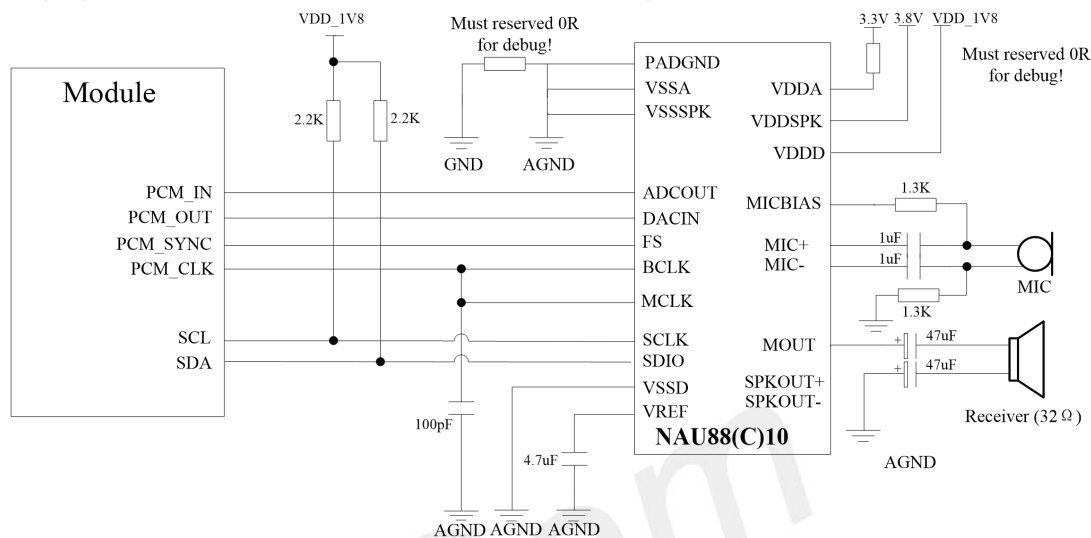 VDD_1V8
Must reserved 0R
for debug!
3.3V 3.8V VDD_1V8
Must reserved 0R
for debug!
Module
2.2K
2.2K
GND
AGND
PADGND
VSSA
VSSSPK
VDDA
VDDSPK
VDDD
PCM_IN
PCM_OUT
PCM_SYNC
PCM_CLK
SCL
SDA
ADCOUT
DACIN
FS
BCLK
MCLK
SCLK
SDIO
VSSD
VREF
MICBIAS
MIC+
MIC-
MOUT
SPKOUT+
SPKOUT-
NAU88(C)10
1.3K
1uF
1uF
MIC
1.3K
+ 47uF
+ 47uF
Receiver (32Ω)
AGND
100pF
4.7uF
AGND AGND AGND